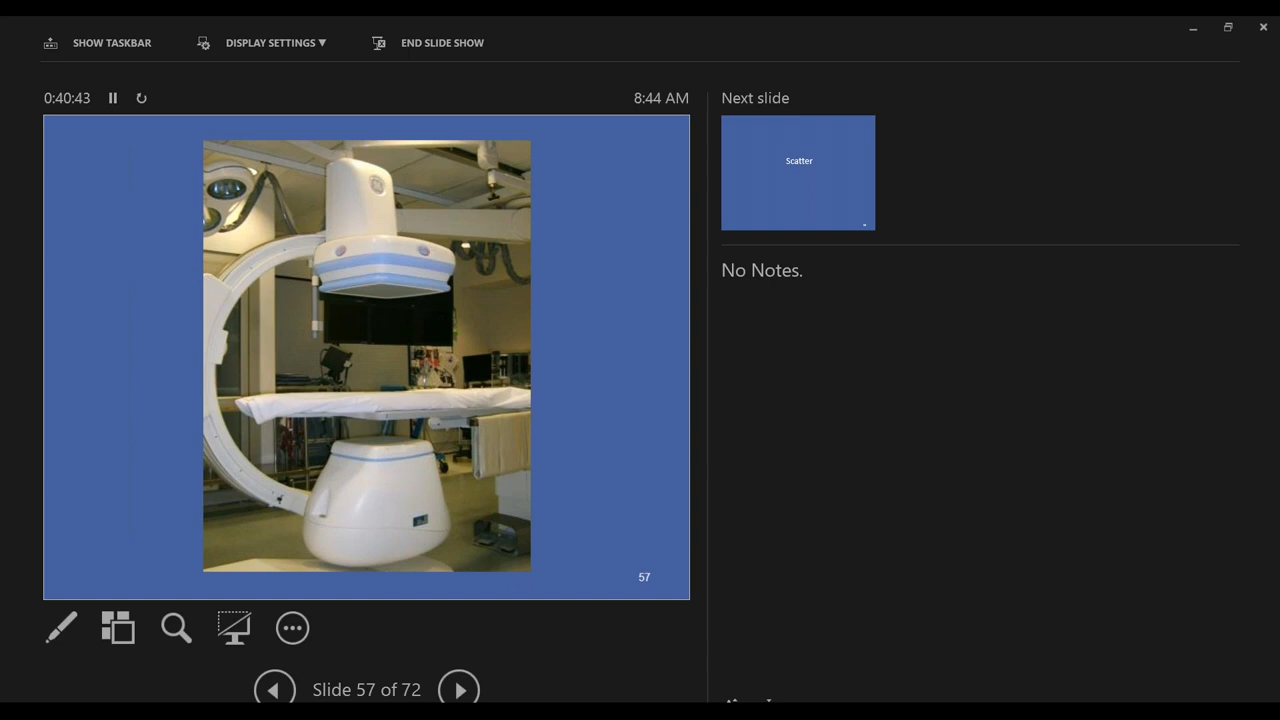 SHOW TASKBAR
DISPLAY SETTINGS ▼
END SLIDE SHOW
0:40:43
8:44 AM
57
Next slide
Scatter
No Notes.
Slide 57 of 72